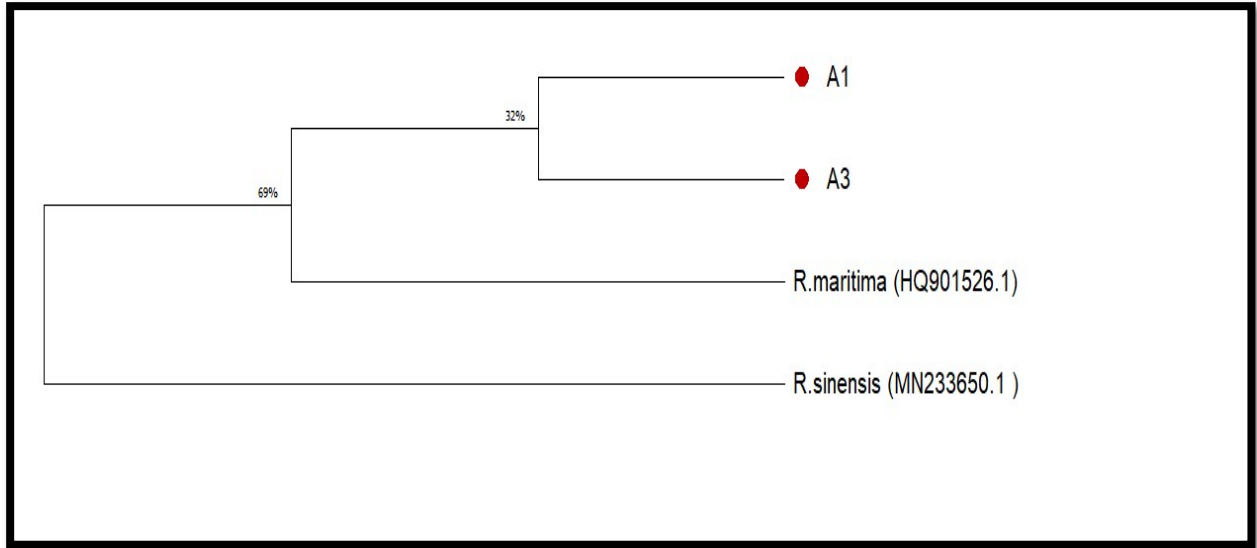 A1
32%
A3
69%
R.maritima (HQ901526.1)
R.sinensis (MN233650.1 )